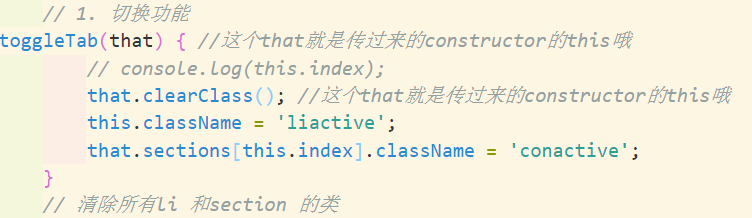 // 1. 切换功能
toggleTab(that) { //这个that就是传过来的constructor的this哦
// console.log(this.index);
that.clearClass(); //这个that就是传过来的constructor的this哦
this.className = 'liactive';
that.sections[this.index].className = 'conactive';
}
// 清除所有li 和section 的类